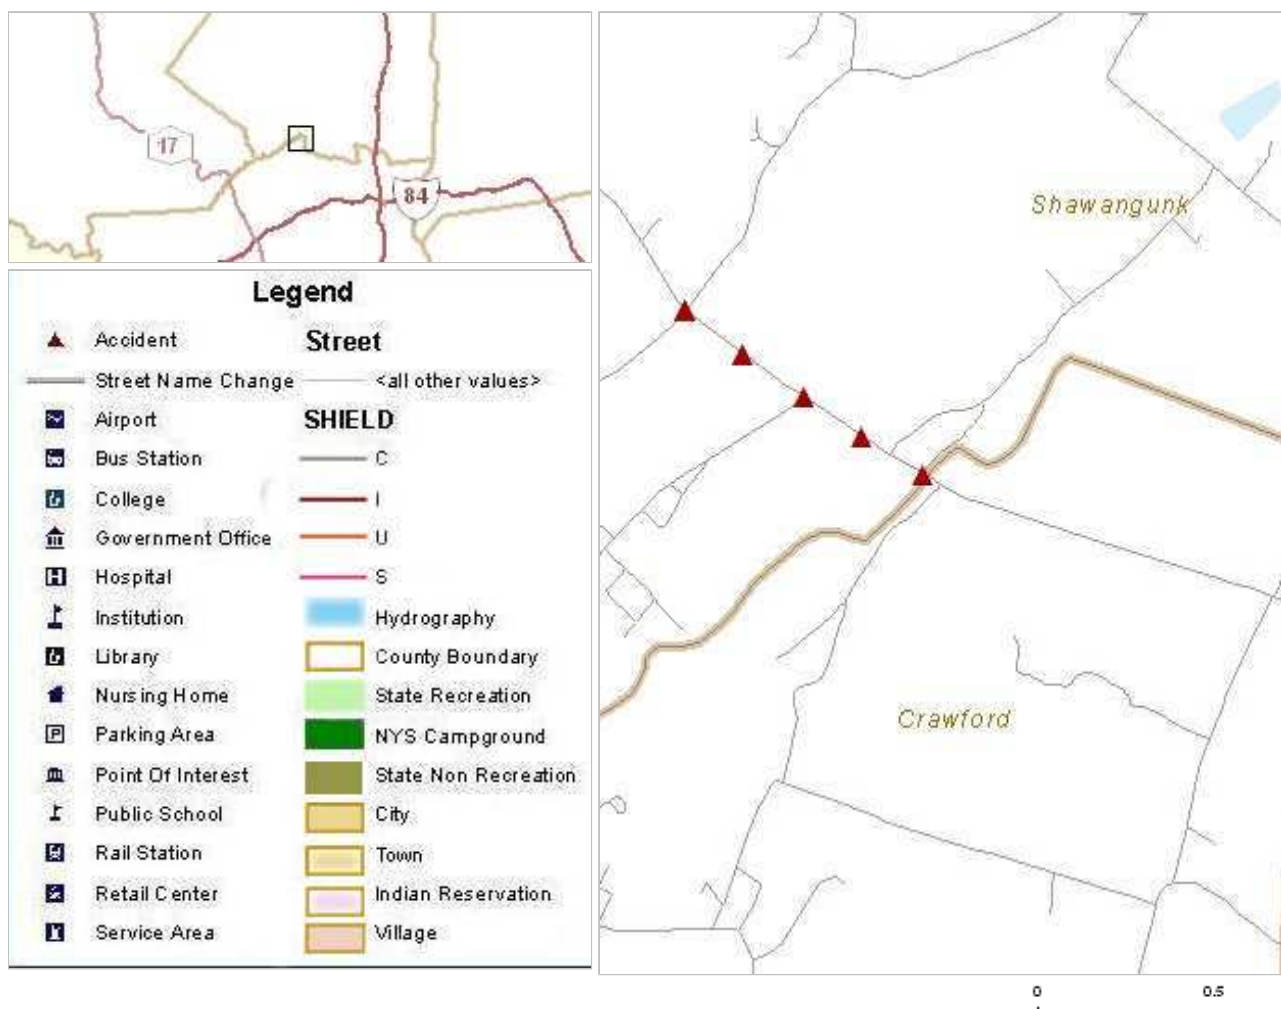 17
84
Legend
Accident
Street
Street Name Change
<all other values>
Airport
SHIELD
Bus Station
C
College
I
Government Office
U
Hospital
S
Institution
Hydrography
Library
County Boundary
Nursing Home
State Recreation
Parking Area
NYS Campground
Point Of Interest
State Non Recreation
Public School
City
Rail Station
Town
Retail Center
Indian Reservation
Service Area
Village
Shawangunk
Crawford
0 0.5